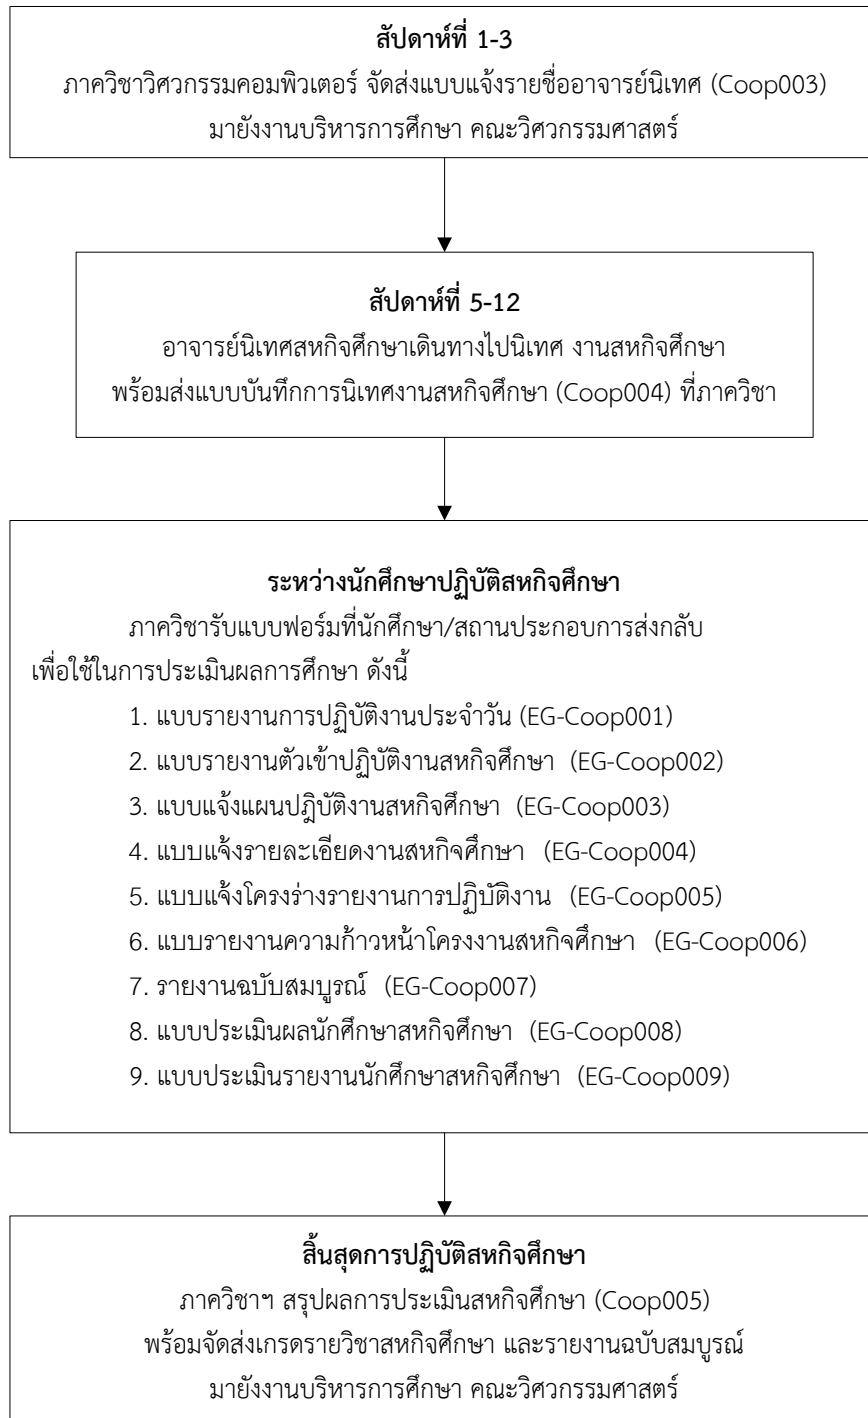 สัปดาห์ที่ 1-3
ภาควิชาวิศวกรรมคอมพิวเตอร์ จัดส่งแบบแจ้งรายชื่ออาจารย์นิเทศ (Coop003)
มายังงานบริหารการศึกษา คณะวิศวกรรมศาสตร์
สัปดาห์ที่ 5-12
อาจารย์นิเทศสหกิจศึกษาเดินทางไปนิเทศ งานสหกิจศึกษา
พร้อมส่งแบบบันทึกการนิเทศงานสหกิจศึกษา (Coop004) ที่ภาควิชา
ระหว่างนักศึกษาปฏิบัติสหกิจศึกษา
ภาควิชารับแบบฟอร์มที่นักศึกษา/สถานประกอบการส่งกลับ
เพื่อใช้ในการประเมินผลการศึกษา ดังนี้
1. แบบรายงานการปฏิบัติงานประจำวัน (EG-Coop001)
2. แบบรายงานตัวเข้าปฏิบัติงานสหกิจศึกษา (EG-Coop002)
3. แบบแจ้งแผนปฎิบัติงานสหกิจศึกษา (EG-Coop003)
4. แบบแจ้งรายละเอียดงานสหกิจศึกษา (EG-Coop004)
5. แบบแจ้งโครงร่างรายงานการปฏิบัติงาน (EG-Coop005)
6. แบบรายงานความก้าวหน้าโครงงานสหกิจศึกษา (EG-Coop006)
7. รายงานฉบับสมบูรณ์ (EG-Coop007)
8. แบบประเมินผลนักศึกษาสหกิจศึกษา (EG-Coop008)
9. แบบประเมินรายงานนักศึกษาสหกิจศึกษา (EG-Coop009)
สิ้นสุดการปฏิบัติสหกิจศึกษา
ภาควิชาฯ สรุปผลการประเมินสหกิจศึกษา (Coop005)
พร้อมจัดส่งเกรดรายวิชาสหกิจศึกษา และรายงานฉบับสมบูรณ์
มายังงานบริหารการศึกษา คณะวิศวกรรมศาสตร์